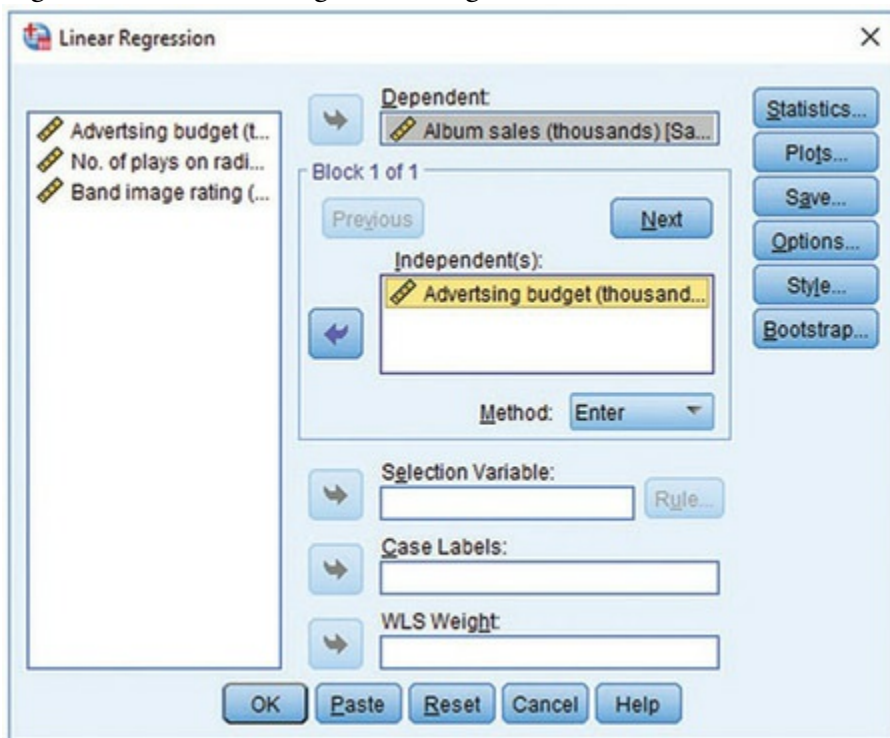 Linear Regression
Advertsing budget (t...
No. of plays on radi...
Band image rating (...
Dependent:
Album sales (thousands) [Sa...
Block 1 of 1
Previous
Next
Independent(s):
Advertsing budget (thousand...
Method:
Enter
Selection Variable:
Rule...
Case Labels:
WLS Weight:
Statistics...
Plots...
Save...
Options...
Style...
Bootstrap...
OK
Paste
Reset
Cancel
Help